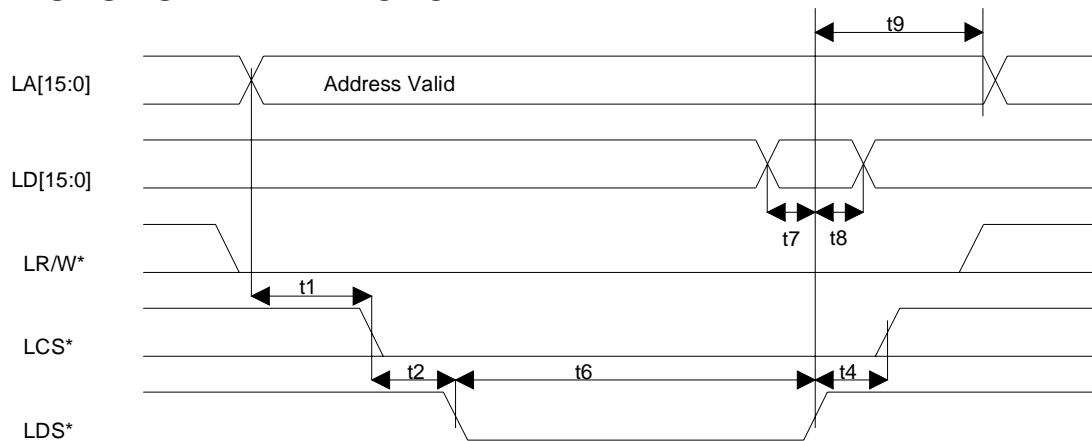 t9
LA[15:0] Address Valid
LD[15:0]
t7 t8
LR/W*
t1
LCS*
t2 t6 t4
LDS*